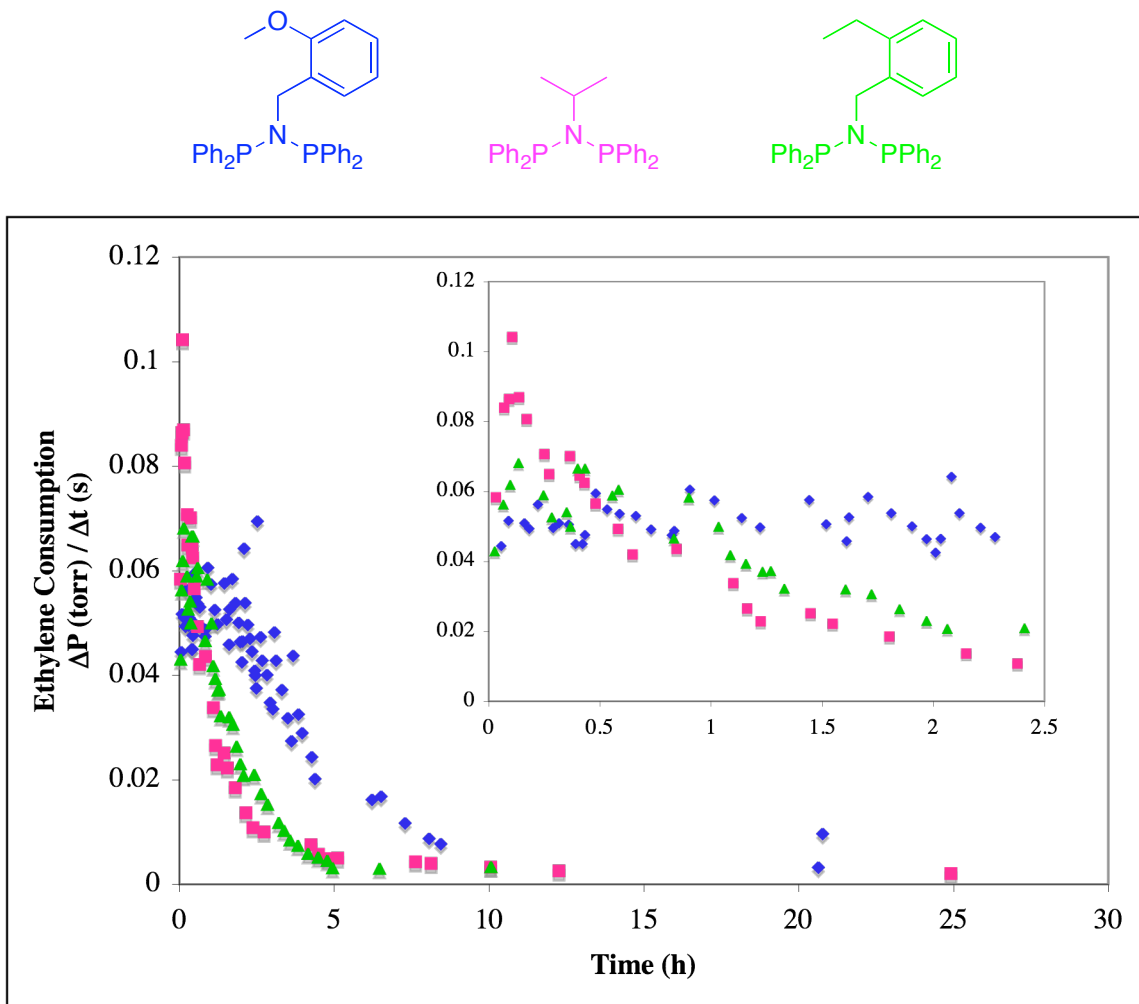 O
N
Ph2P PPh2
N
Ph2P PPh2
N
Ph2P PPh2
Ethylene Consumption
ΔP (torr) / Δt (s)
0.12
0.1
0.08
0.06
0.04
0.02
0
0 5 10 15 20 25 30
Time (h)
0.12
0.1
0.08
0.06
0.04
0.02
0
0 0.5 1 1.5 2 2.5